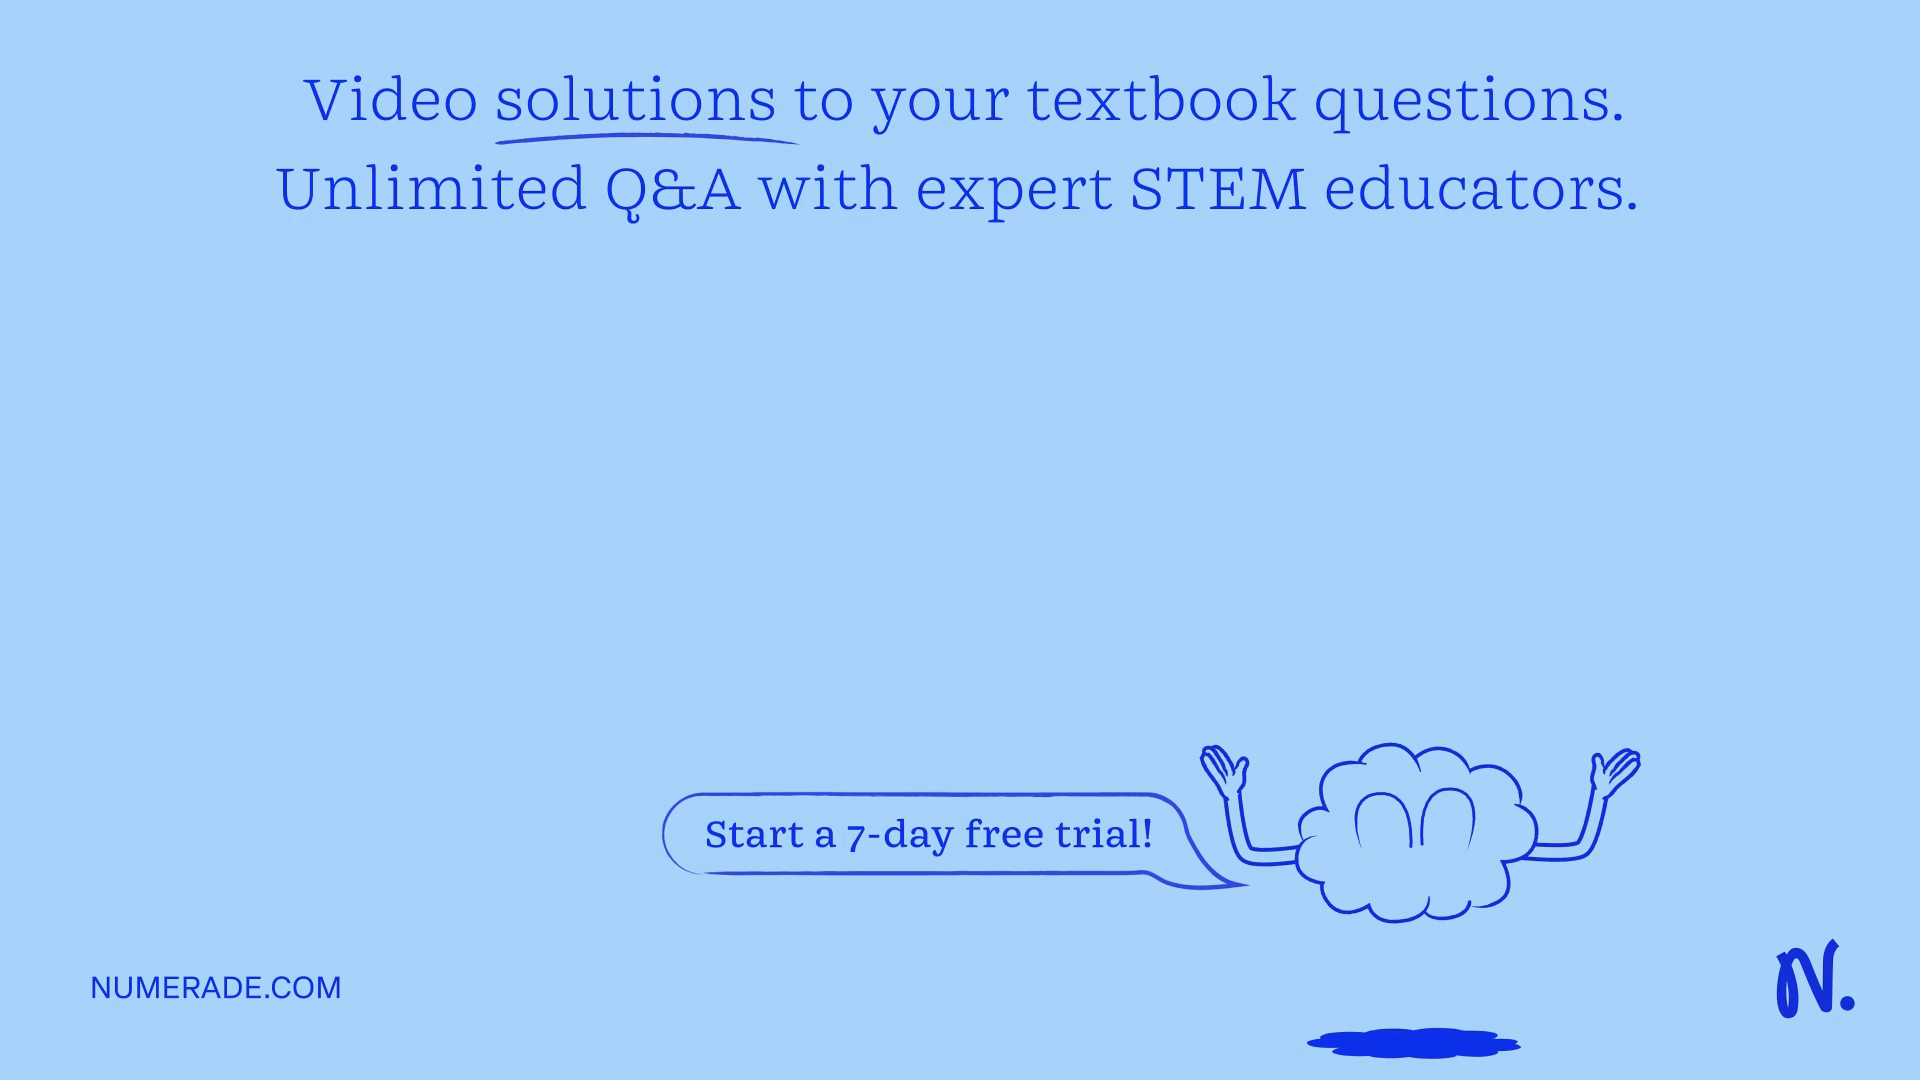 Video solutions to your textbook questions.
Unlimited Q&A with expert STEM educators.
Start a 7-day free trial!
NUMERADE.COM
N.